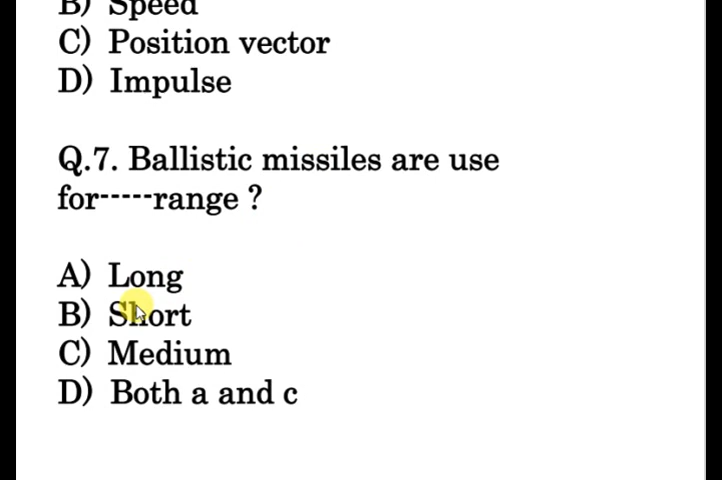 B) Speed
C) Position vector
D) Impulse
Q.7. Ballistic missiles are use
for-----range ?
A) Long
B) Short
C) Medium
D) Both a and c